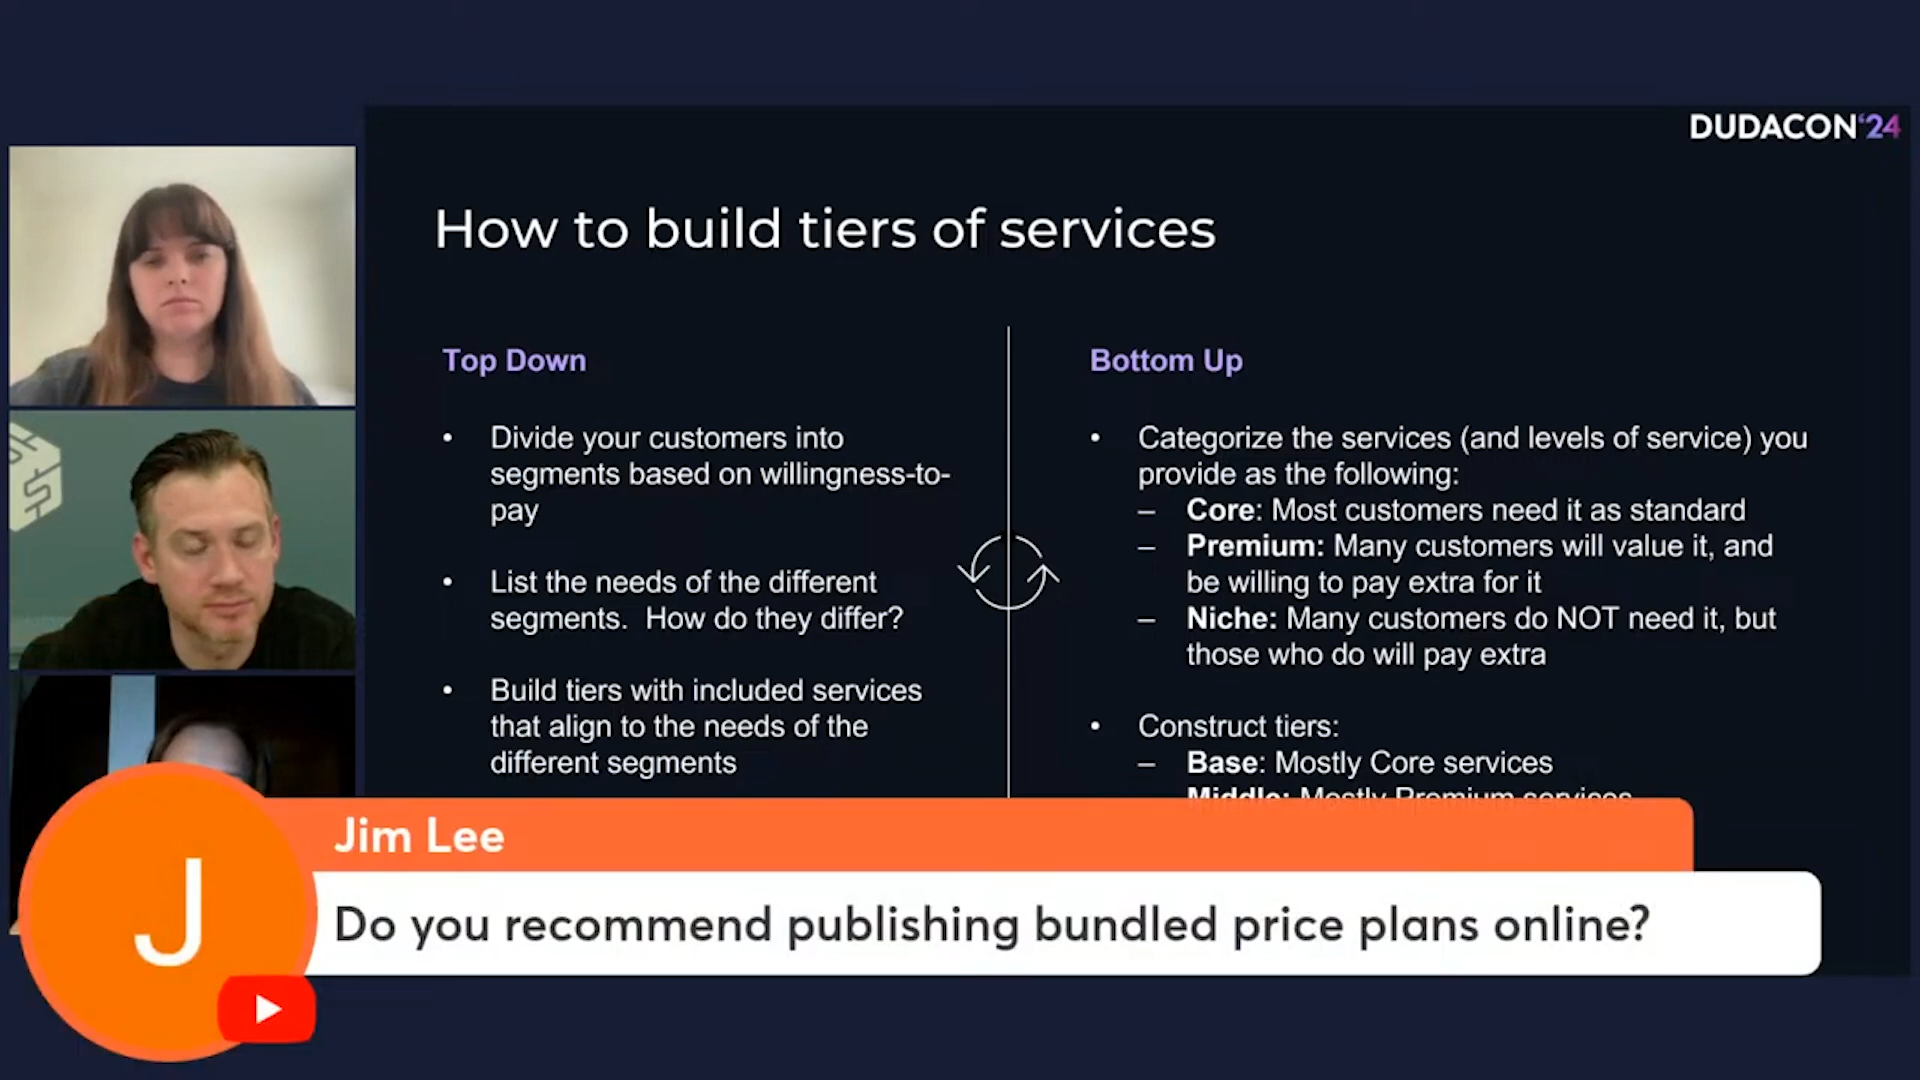 DUDACON'24
How to build tiers of services
Top Down
• Divide your customers into
segments based on willingness-to-
pay
• List the needs of the different
segments. How do they differ?
• Build tiers with included services
that align to the needs of the
different segments
Bottom Up
• Categorize the services (and levels of service) you
provide as the following:
– Core: Most customers need it as standard
– Premium: Many customers will value it, and
be willing to pay extra for it
– Niche: Many customers do NOT need it, but
those who do will pay extra
• Construct tiers:
– Base: Mostly Core services
Middle: Mostly Premium services
J
Jim Lee
Do you recommend publishing bundled price plans online?